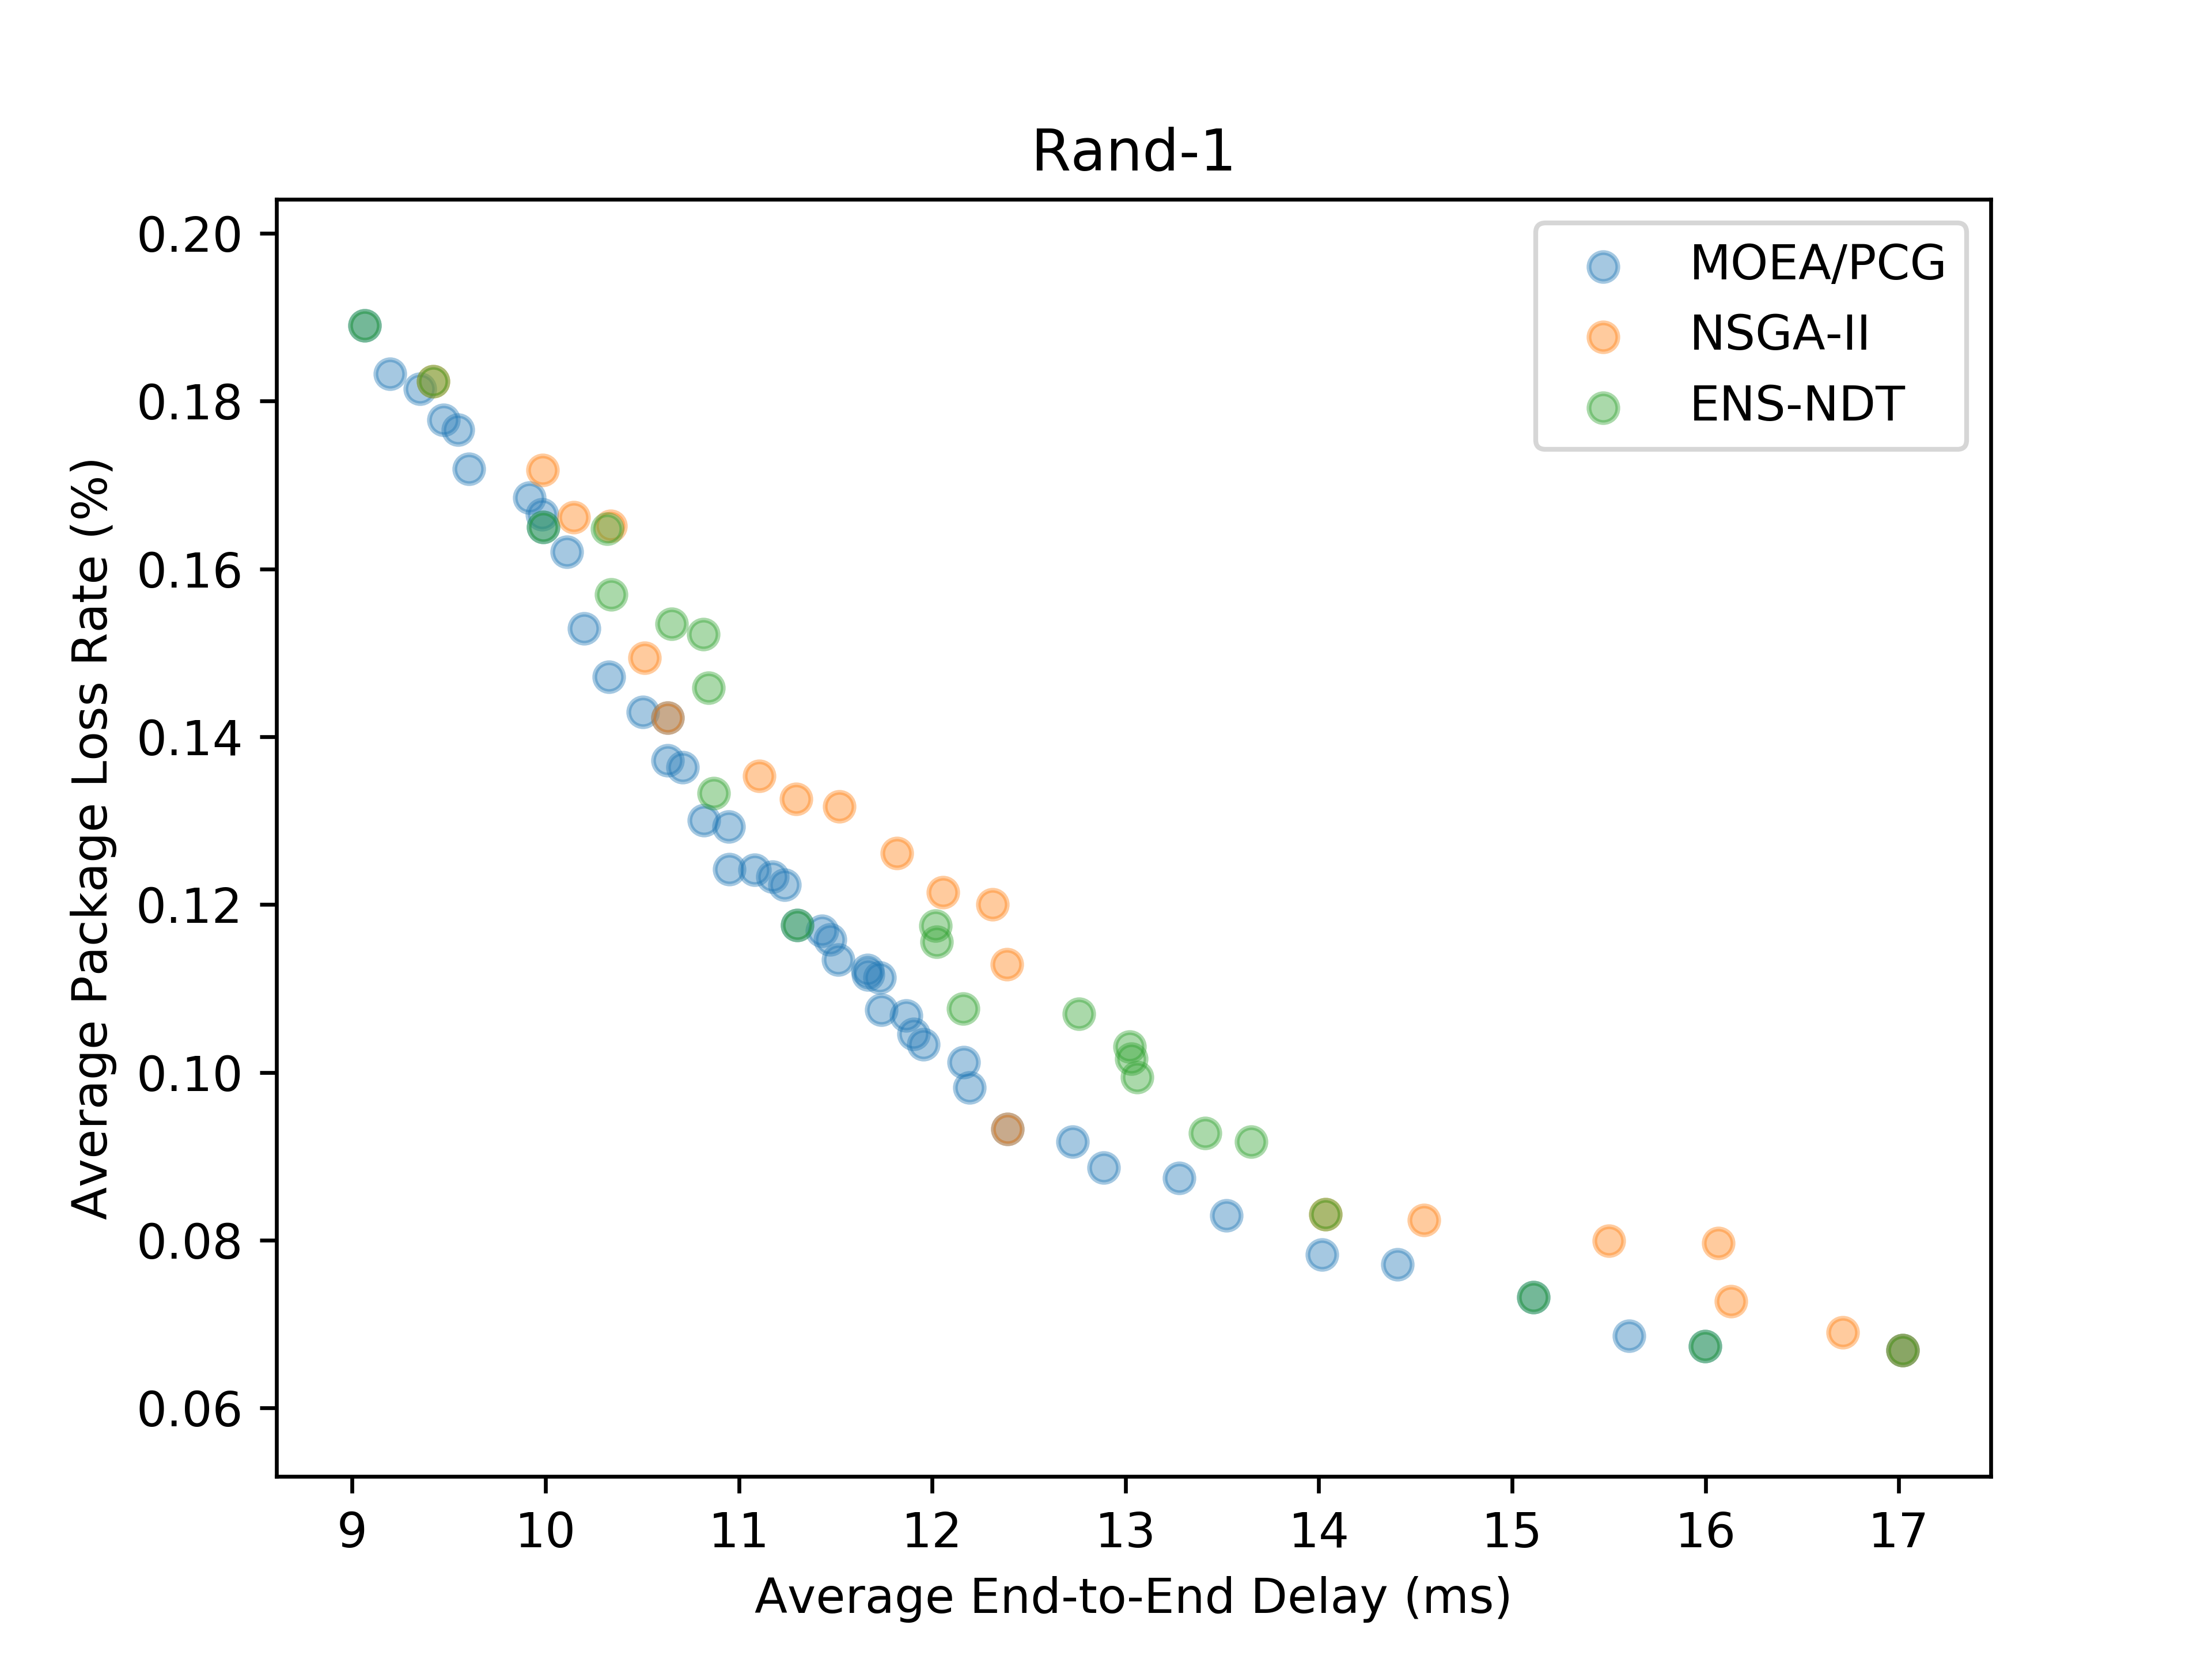 Rand-1
MOEA/PCG
NSGA-II
ENS-NDT
Average Package Loss Rate (%)
0.20
0.18
0.16
0.14
0.12
0.10
0.08
0.06
9 10 11 12 13 14 15 16 17
Average End-to-End Delay (ms)